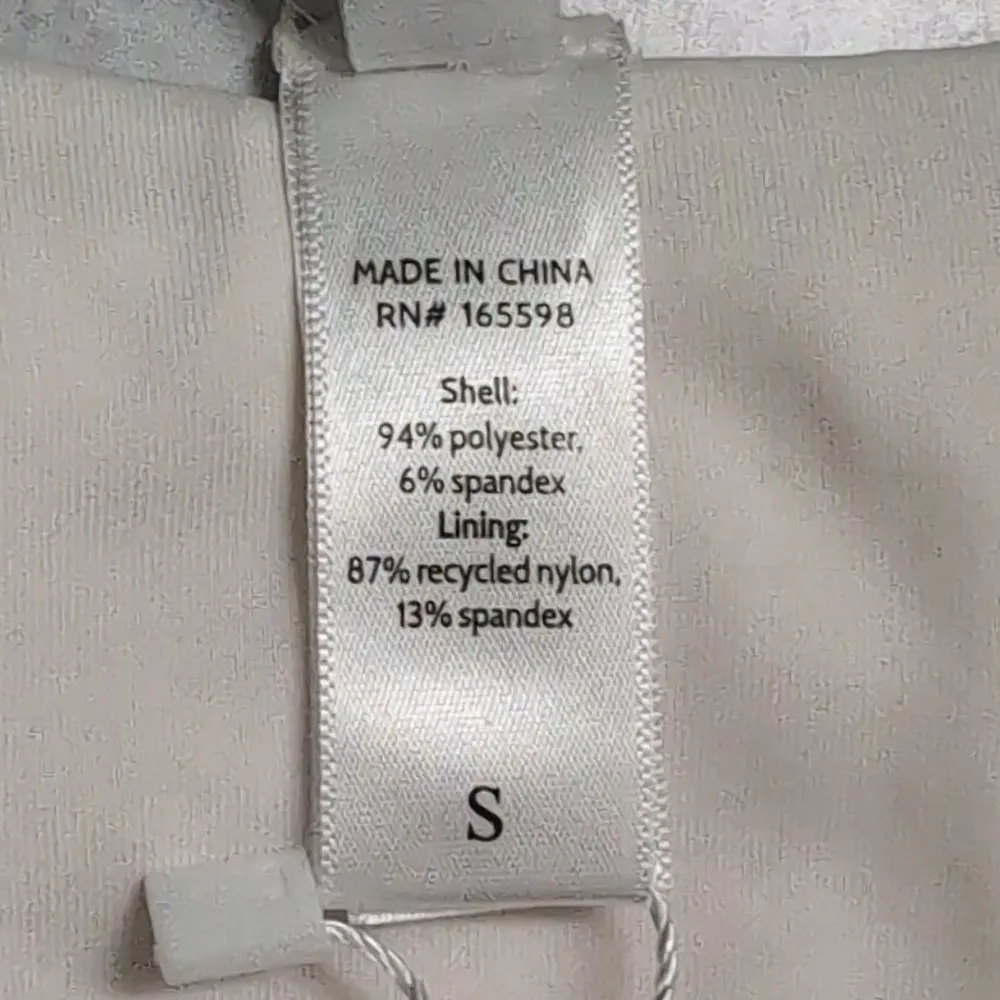 MADE IN CHINA
RN# 165598
Shell:
94% polyester,
6% spandex
Lining:
87% recycled nylon,
13% spandex
S